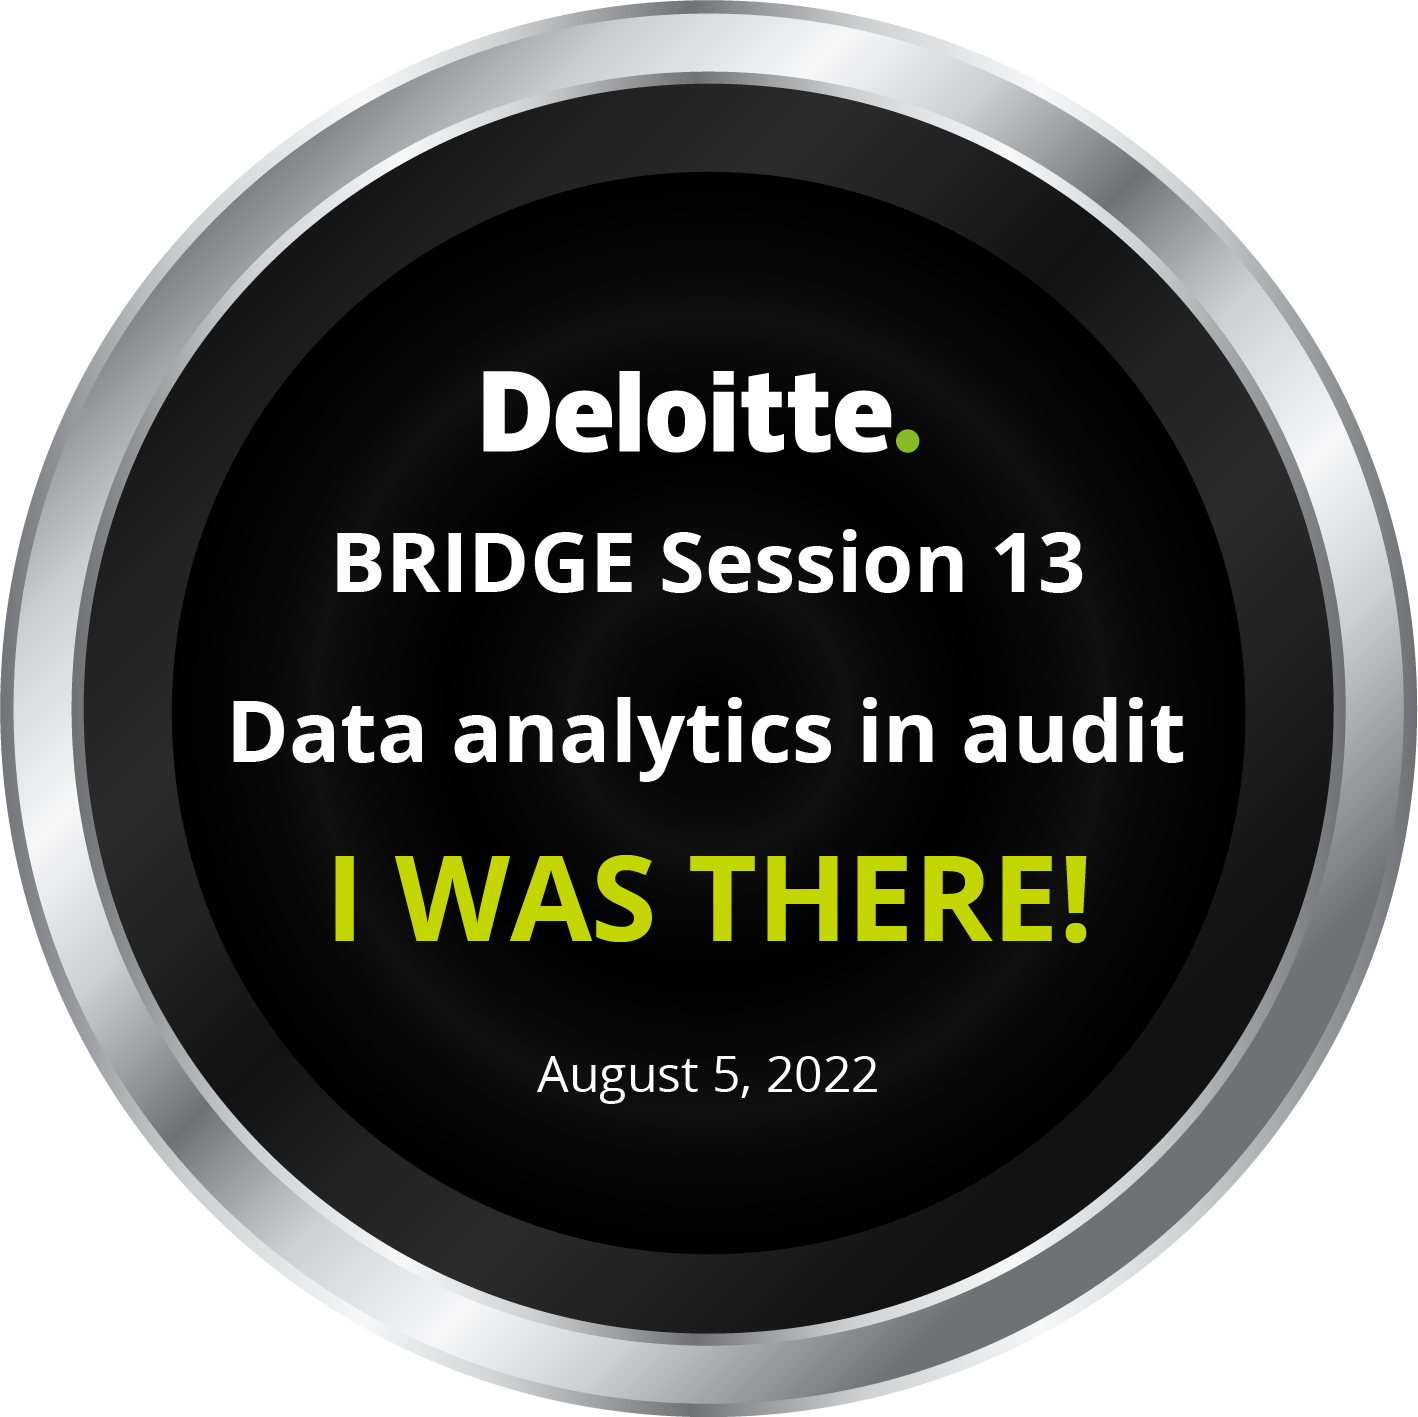 Deloitte.
BRIDGE Session 13
Data analytics in audit
I WAS THERE!
August 5, 2022